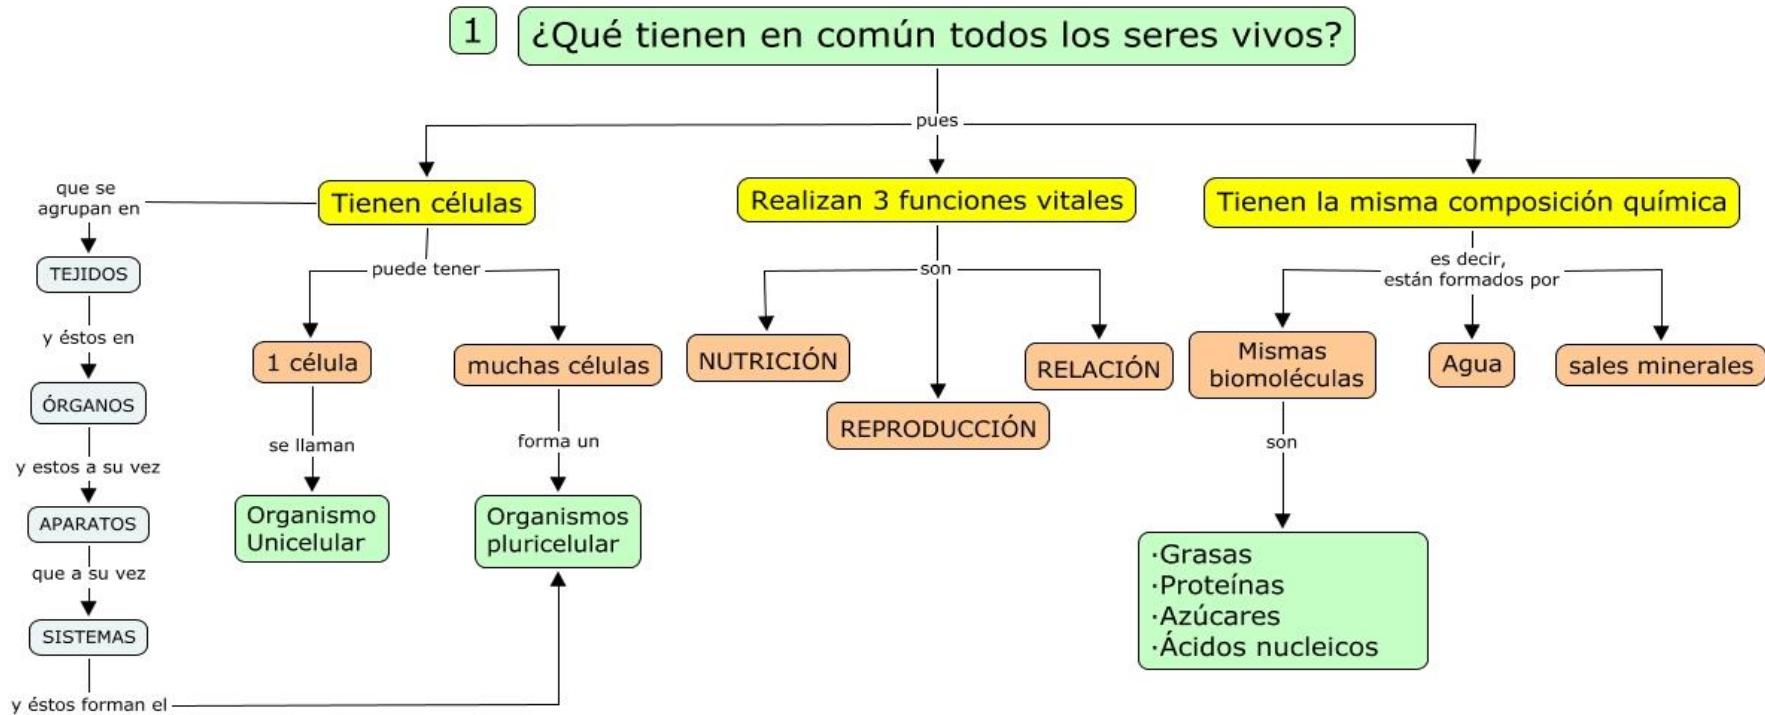 1
¿Qué tienen en común todos los seres vivos?
pues
que se
agrupan en
Tienen células
Realizan 3 funciones vitales
Tienen la misma composición química
TEJIDOS
y éstos en
ÓRGANOS
y estos a su vez
APARATOS
que a su vez
SISTEMAS
y éstos forman el
puede tener
1 célula
muchas células
se llaman
forma un
Organismo
Unicelular
Organismos
pluricelular
son
NUTRICIÓN
REPRODUCCIÓN
RELACIÓN
es decir,
están formados por
Mismas
biomoléculas
Agua
sales minerales
son
·Grasas
·Proteínas
·Azúcares
·Ácidos nucleicos